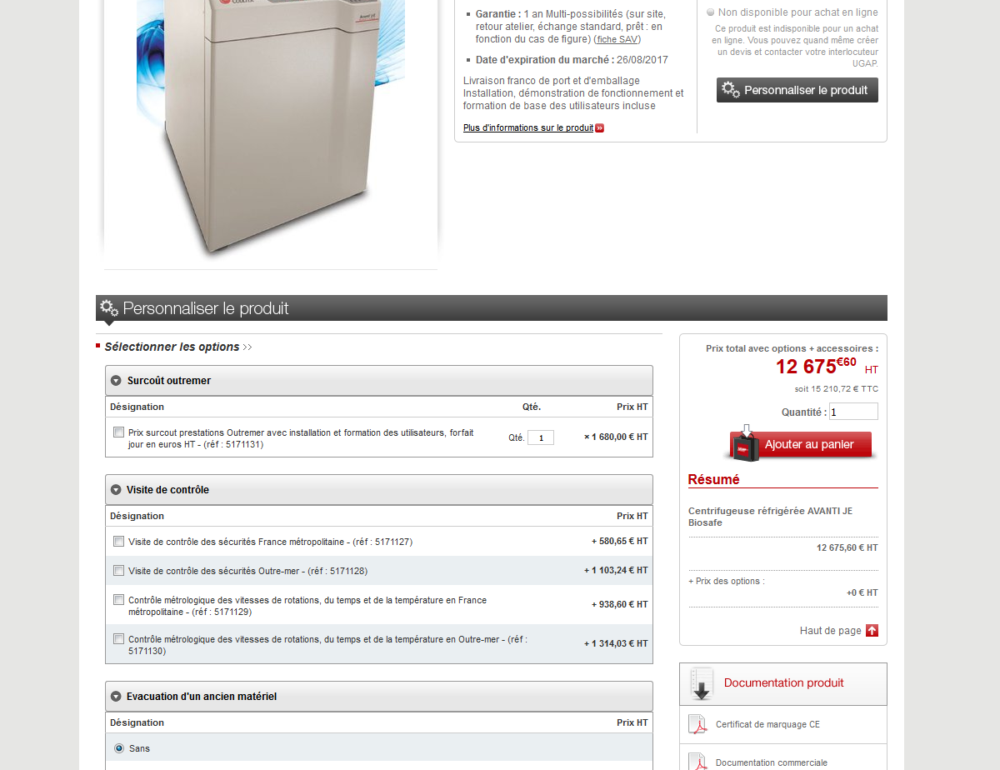 COULTER
Garantie : 1 an Multi-possibilités (sur site,
retour atelier, échange standard, prêt : en
fonction du cas de figure) (fiche SAV)
Date d'expiration du marché : 26/08/2017
Livraison franco de port et d'emballage
Installation, démonstration de fonctionnement et
formation de base des utilisateurs incluse
Plus d'informations sur le produit
Non disponible pour achat en ligne
Ce produit est indisponible pour un achat
en ligne. Vous pouvez quand même créer
un devis et contacter votre interlocuteur
UGAP.
Personnaliser le produit
Personnaliser le produit
Sélectionner les options >>
Surcoût outremer
Désignation Qté. Prix HT
Prix surcout prestations Outremer avec installation et formation des utilisateurs, forfait
jour en euros HT - (réf : 5171131)
Qté. 1 × 1 680,00 € HT
Visite de contrôle
Désignation Prix HT
Visite de contrôle des sécurités France métropolitaine - (réf : 5171127) + 580,65 € HT
Visite de contrôle des sécurités Outre-mer - (réf : 5171128) + 1 103,24 € HT
Contrôle métrologique des vitesses de rotations, du temps et de la température en France
métropolitaine - (réf : 5171129)
+ 938,60 € HT
Contrôle métrologique des vitesses de rotations, du temps et de la température en Outre-mer - (réf :
5171130)
+ 1 314,03 € HT
Evacuation d'un ancien matériel
Désignation Prix HT
Sans
Prix total avec options + accessoires :
12 675€60 HT
soit 15 210,72 € TTC
Quantité : 1
Ajouter au panier
Résumé
Centrifugeuse réfrigérée AVANTI JE
Biosafe
12 675,60 € HT
+ Prix des options :
+0 € HT
Haut de page
Documentation produit
Certificat de marquage CE
Documentation commerciale